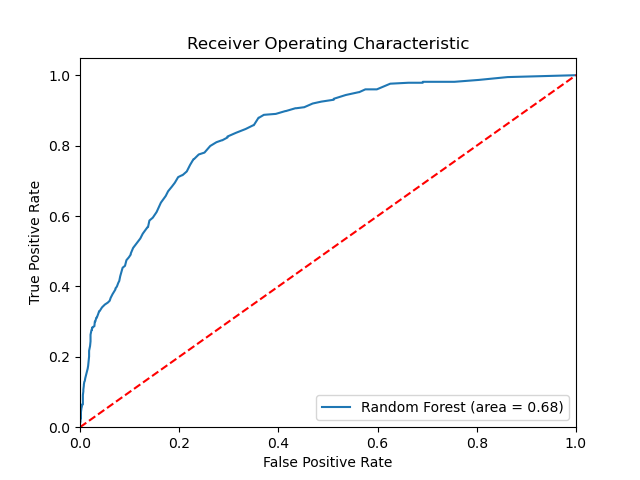 Receiver Operating Characteristic
True Positive Rate
1.0
0.8
0.6
0.4
0.2
0.0
Random Forest (area = 0.68)
0.0 0.2 0.4 0.6 0.8 1.0
False Positive Rate